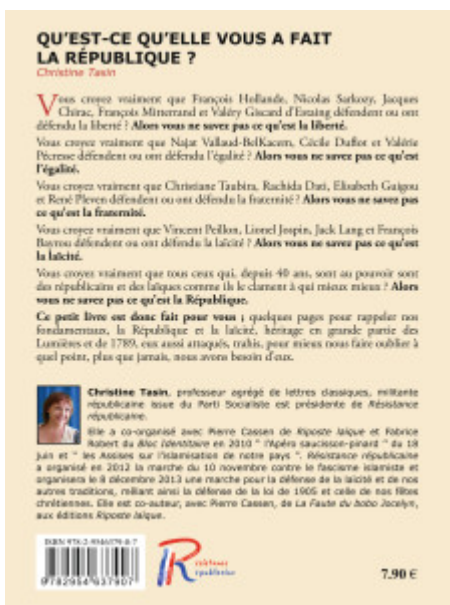 QU'EST-CE QU'ELLE VOUS A FAIT
LA RÉPUBLIQUE ?
Christine Tasin
Vous croyez vraiment que François Hollande, Nicolas Sarkozy, Jacques
Chirac, François Mitterrand et Valéry Giscard d'Estaing défendent ou ont
défendu la liberté ? Alors vous ne savez pas ce qu'est la liberté.
Vous croyez vraiment que Najat Vallaud-BelKacem, Cécile Duflot et Valérie
Pécresse défendent ou ont défendu l'égalité ? Alors vous ne savez pas ce qu'est
l'égalité.
Vous croyez vraiment que Christiane Taubira, Rachida Dati, Elisabeth Guigou
et René Pleven défendent ou ont défendu la fraternité ? Alors vous ne savez pas
ce qu'est la fraternité.
Vous croyez vraiment que Vincent Peillon, Lionel Jospin, Jack Lang et François
Bayrou défendent ou ont défendu la laïcité ? Alors vous ne savez pas ce qu'est
la laïcité.
Vous croyez vraiment que tous ceux qui, depuis 40 ans, sont au pouvoir sont
des républicains et des laïques comme ils le clament à qui mieux mieux ? Alors
vous ne savez pas ce qu'est la République.
Ce petit livre est donc fait pour vous ; quelques pages pour rappeler nos
fondamentaux, la République et la laïcité, héritage en grande partie des
Lumières et de 1789, eux aussi attaqués, trahis, pour mieux nous faire oublier à
quel point, plus que jamais, nous avons besoin d'eux.
Christine Tasin, professeur agrégé de lettres classiques, militante
républicaine issue du Parti Socialiste est présidente de Résistance
républicaine.
Elle a co-organisé avec Pierre Cassen de Riposte laïque et Fabrice
Robert du Bloc Identitaire en 2010 " l'Apéro saucisson-pinard " du 18
juin et " les Assises sur l'islamisation de notre pays ". Résistance républicaine
a organisé en 2012 la marche du 10 novembre contre le fascisme islamiste et
organisera le 8 décembre 2013 une marche pour la défense de la laïcité et de nos
autres traditions, mêlant ainsi la défense de la loi de 1905 et celle de nos fêtes
chrétiennes. Elle est co-auteur, avec Pierre Cassen, de La Faute du bobo Jocelyn,
aux éditions Riposte laïque.
ISBN 978-2-9546379-0-7
9 782954 637907
7.90 €